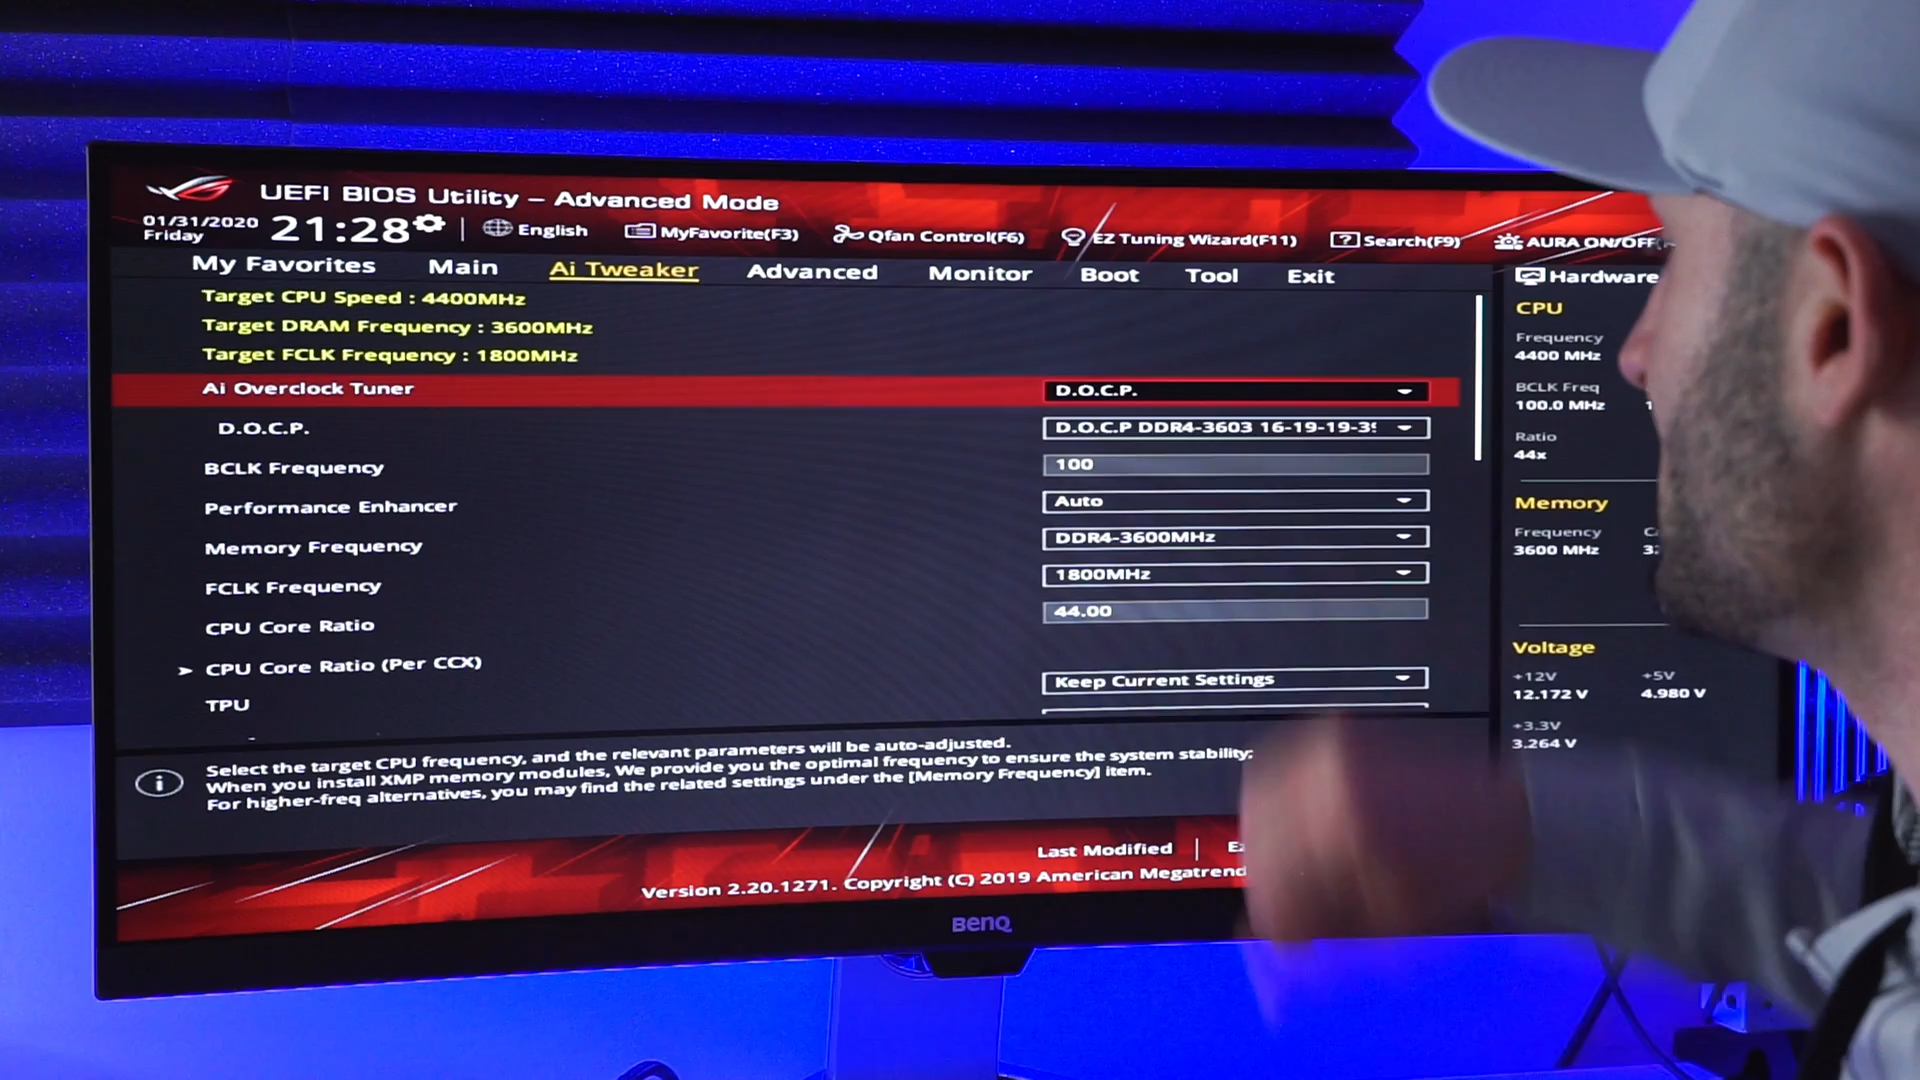 UEFI BIOS Utility – Advanced Mode
01/31/2020
Friday
21:28
English
MyFavorite(F3)
Qfan Control(F6)
EZ Tuning Wizard(F11)
Search(F9)
AURA ON/OFF(
My Favorites Main Ai Tweaker Advanced Monitor Boot Tool Exit
Hardware
Target CPU Speed : 4400MHz
Target DRAM Frequency : 3600MHz
Target FCLK Frequency : 1800MHz
Ai Overclock Tuner D.O.C.P.
D.O.C.P. D.O.C.P DDR4-3603 16-19-19-39
BCLK Frequency 100
Performance Enhancer Auto
Memory Frequency DDR4-3600MHz
FCLK Frequency 1800MHz
CPU Core Ratio 44.00
CPU Core Ratio (Per CCX)
TPU Keep Current Settings
CPU
Frequency
4400 MHz
BCLK Freq
100.0 MHz
Ratio
44x
Memory
Frequency
3600 MHz
Voltage
+12V +5V
12.172 V 4.980 V
+3.3V
3.264 V
Select the target CPU frequency, and the relevant parameters will be auto-adjusted.
When you install XMP memory modules, We provide you the optimal frequency to ensure the system stability;
For higher-freq alternatives, you may find the related settings under the [Memory Frequency] item.
Last Modified
Version 2.20.1271. Copyright (C) 2019 American Megatrend
BenQ